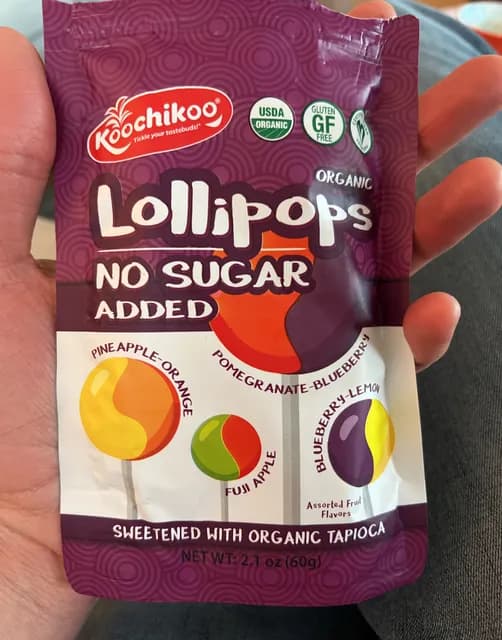 Koochikoo
Tickle your tastebuds!™
USDA
ORGANIC
GLUTEN
GF
FREE
ORGANIC
Lollipops
NO SUGAR
ADDED
PINEAPPLE-ORANGE
POMEGRANATE-BLUEBERRY
BLUEBERRY-LEMON
FUJI APPLE
Assorted Fruit
Flavors
SWEETENED WITH ORGANIC TAPIOCA
NET WT: 2.1 oz (60g)